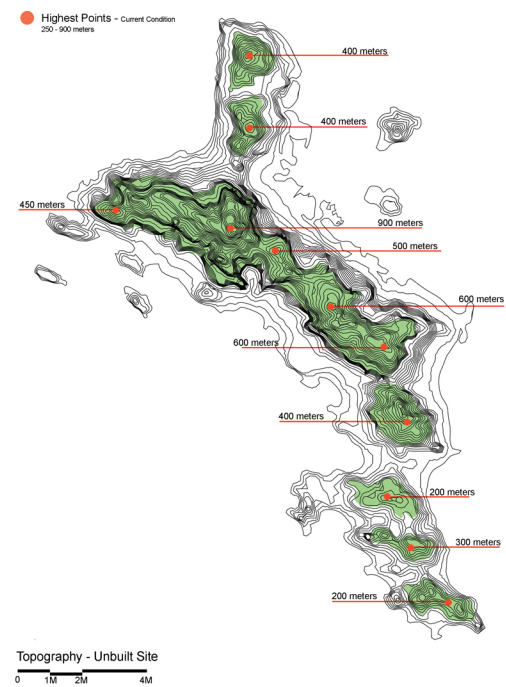 Highest Points - Current Condition
250 - 900 meters
400 meters
400 meters
450 meters
900 meters
500 meters
600 meters
600 meters
400 meters
200 meters
300 meters
200 meters
Topography - Unbuilt Site
0 1M 2M 4M